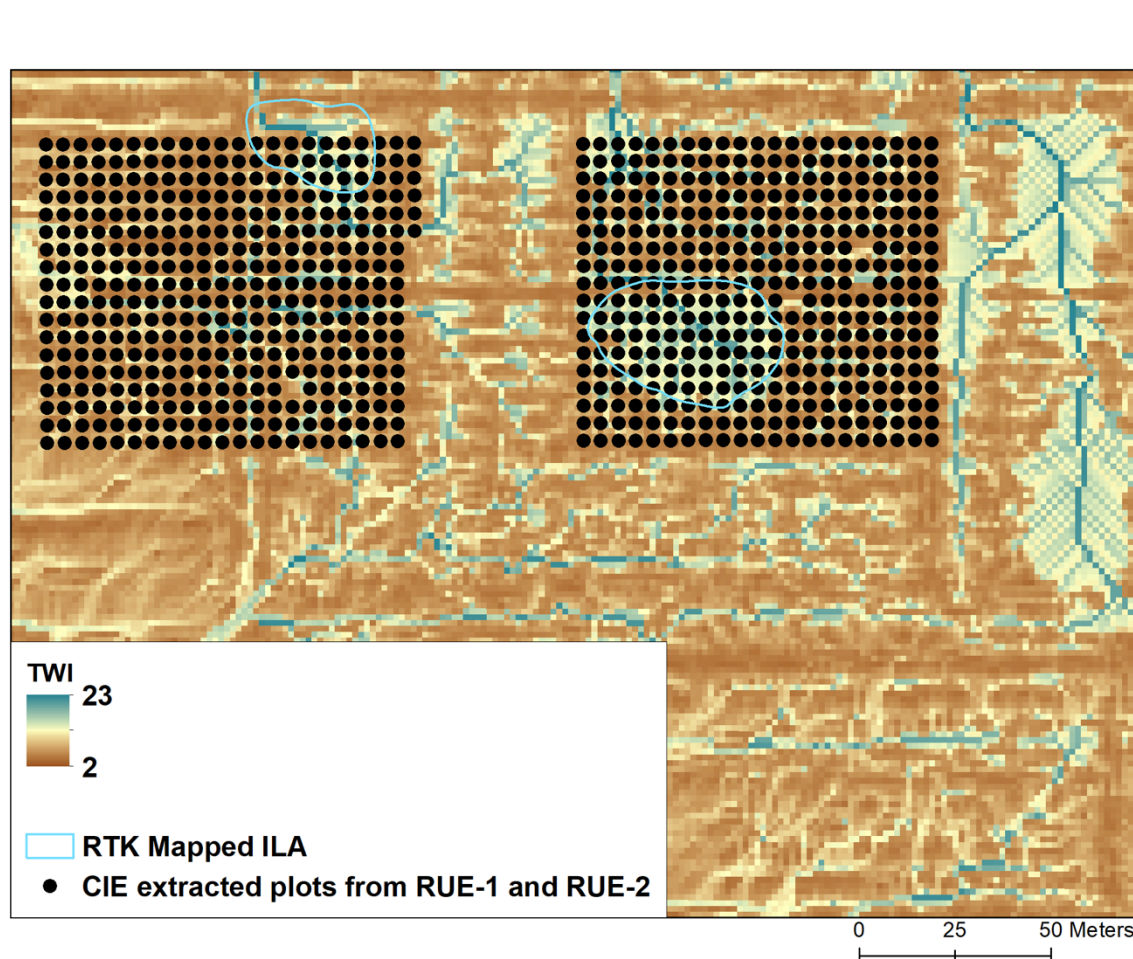 TWI
23
2
RTK Mapped ILA
CIE extracted plots from RUE-1 and RUE-2
0 25 50 Meters